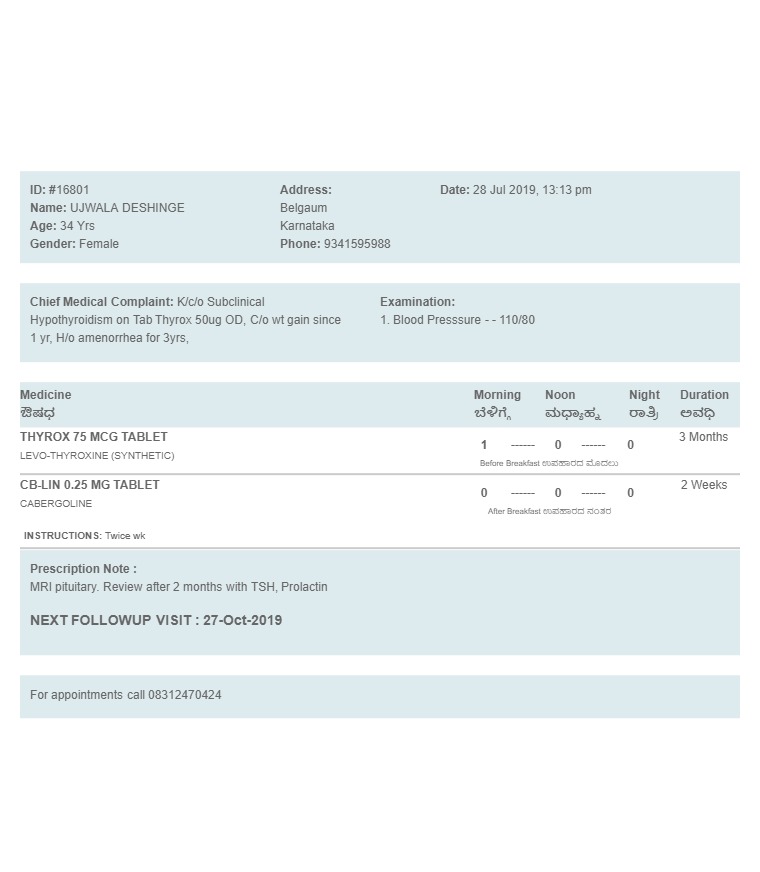 ID: #16801
Name: UJWALA DESHINGE
Age: 34 Yrs
Gender: Female
Address:
Belgaum
Karnataka
Phone: 9341595988
Date: 28 Jul 2019, 13:13 pm
Chief Medical Complaint: K/c/o Subclinical
Hypothyroidism on Tab Thyrox 50ug OD, C/o wt gain since
1 yr, H/o amenorrhea for 3yrs,
Examination:
1. Blood Presssure - - 110/80
Medicine Morning Noon Night Duration
ಔಷಧ ಬೆಳಿಗ್ಗೆ ಮಧ್ಯಾಹ್ನ ರಾತ್ರಿ ಅವಧಿ
THYROX 75 MCG TABLET 1 ------ 0 ------ 0 3 Months
LEVO-THYROXINE (SYNTHETIC) Before Breakfast ಉಪಹಾರದ ಮೊದಲು
CB-LIN 0.25 MG TABLET 0 ------ 0 ------ 0 2 Weeks
CABERGOLINE After Breakfast ಉಪಹಾರದ ನಂತರ
INSTRUCTIONS: Twice wk
Prescription Note :
MRI pituitary. Review after 2 months with TSH, Prolactin
NEXT FOLLOWUP VISIT : 27-Oct-2019
For appointments call 08312470424